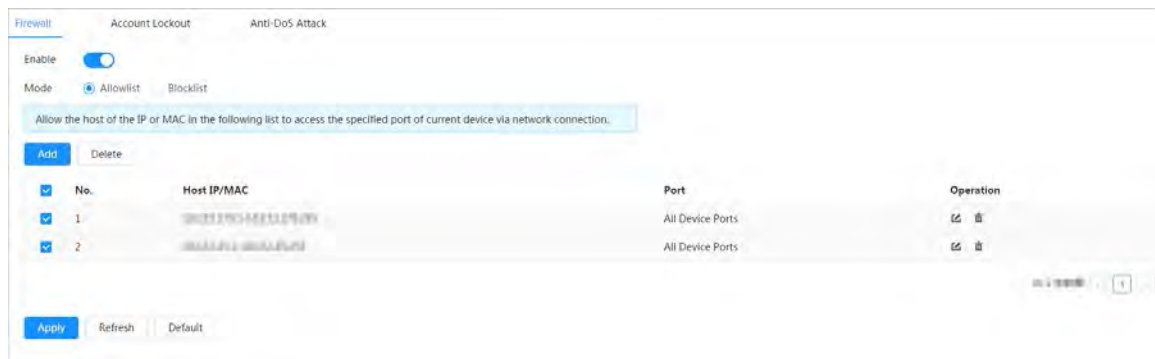 Firewall Account Lockout Anti-DoS Attack
Enable
Mode Allowlist Blocklist
Allow the host of the IP or MAC in the following list to access the specified port of current device via network connection.
Add Delete
No. Host IP/MAC Port Operation
1 All Device Ports
2 All Device Ports
1
Apply Refresh Default